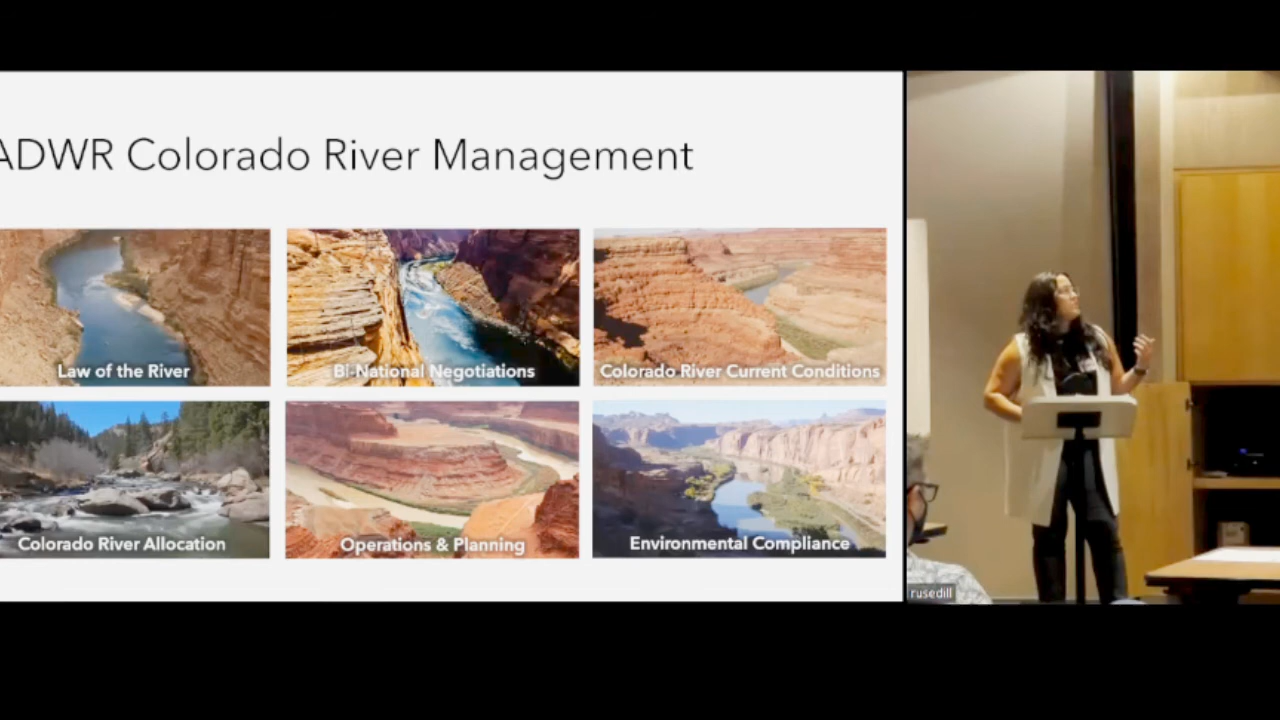 ADWR Colorado River Management
Law of the River
Bi-National Negotiations
Colorado River Current Conditions
Colorado River Allocation
Operations & Planning
Environmental Compliance
rusedill